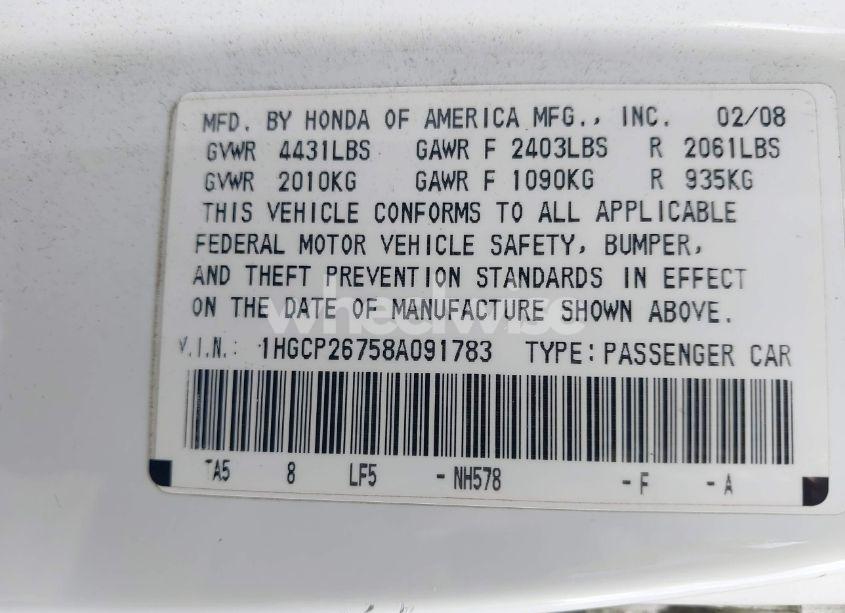 MFD. BY HONDA OF AMERICA MFG., INC. 02/08
GVWR 4431LBS GAWR F 2403LBS R 2061LBS
GVWR 2010KG GAWR F 1090KG R 935KG
THIS VEHICLE CONFORMS TO ALL APPLICABLE
FEDERAL MOTOR VEHICLE SAFETY, BUMPER,
AND THEFT PREVENTION STANDARDS IN EFFECT
ON THE DATE OF MANUFACTURE SHOWN ABOVE.
wheelwise
V.I.N.: 1HGCP26758A091783 TYPE: PASSENGER CAR
TA5 8 LF5 -NH578 -F -A